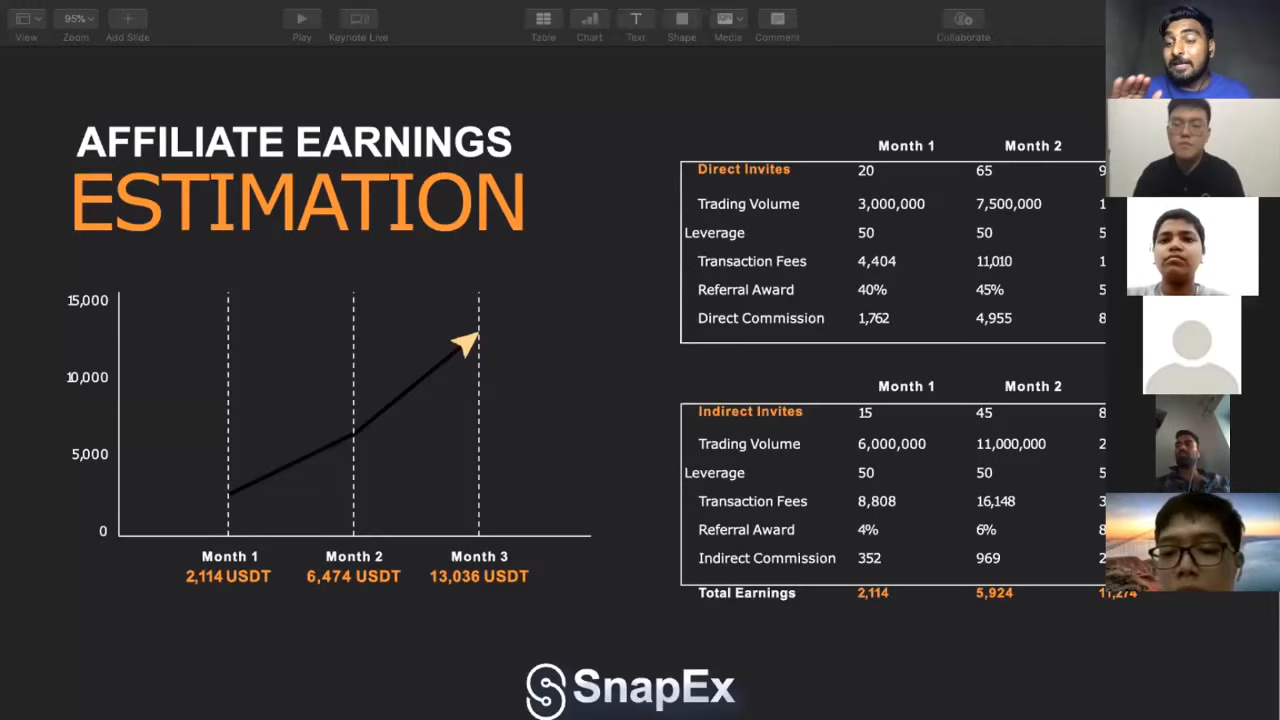 95%
View
Zoom
Add Slide
Play
Keynote Live
Table
Chart
Text
Shape
Media
Comment
Collaborate
AFFILIATE EARNINGS
ESTIMATION
15,000
10,000
5,000
0
Month 1
Month 2
Month 3
2,114 USDT
6,474 USDT
13,036 USDT
Month 1 Month 2
Direct Invites 20 65
Trading Volume 3,000,000 7,500,000
Leverage 50 50
Transaction Fees 4,404 11,010
Referral Award 40% 45%
Direct Commission 1,762 4,955
Month 1 Month 2
Indirect Invites 15 45
Trading Volume 6,000,000 11,000,000
Leverage 50 50
Transaction Fees 8,808 16,148
Referral Award 4% 6%
Indirect Commission 352 969
Total Earnings 2,114 5,924 11,274
SnapEx